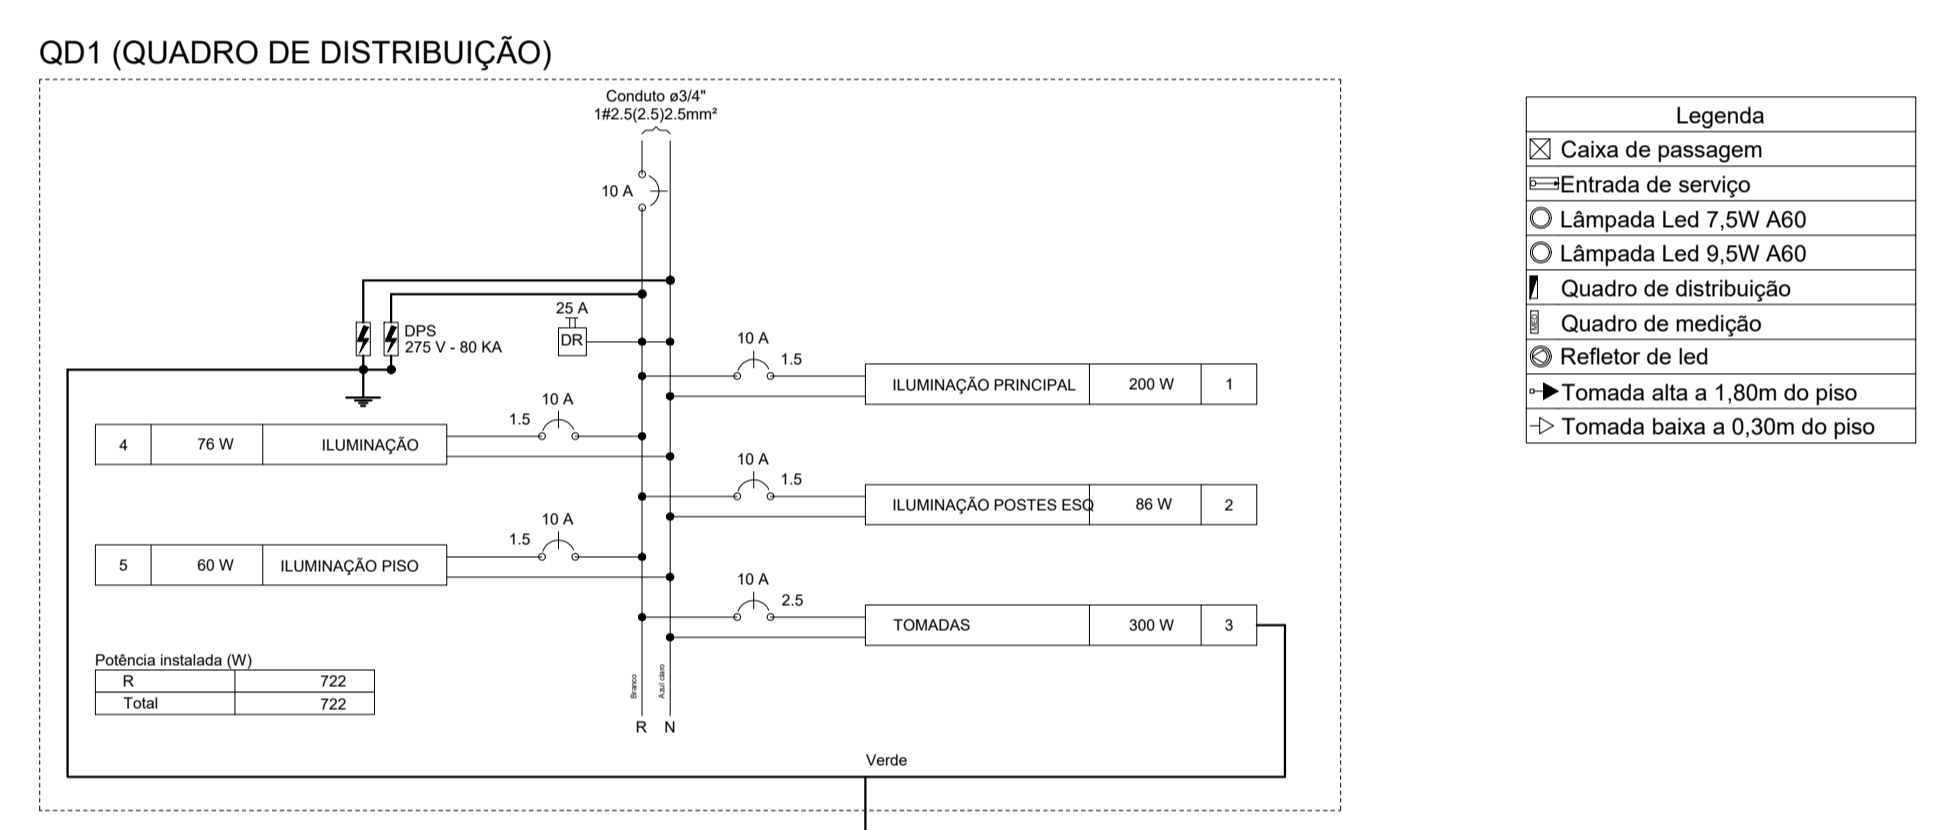 QD1 (QUADRO DE DISTRIBUIÇÃO)
Conduto ø3/4"
1#2.5(2.5)2.5mm²
10 A
25 A
DR
DPS
275 V - 80 KA
10 A
1.5
ILUMINAÇÃO PRINCIPAL 200 W 1
10 A
1.5
4 76 W ILUMINAÇÃO
10 A
1.5
ILUMINAÇÃO POSTES ESQ 86 W 2
10 A
1.5
5 60 W ILUMINAÇÃO PISO
10 A
2.5
TOMADAS 300 W 3
Potência instalada (W)
R 722
Total 722
Branco
Azul claro
R N
Verde
Legenda
Caixa de passagem
Entrada de serviço
Lâmpada Led 7,5W A60
Lâmpada Led 9,5W A60
Quadro de distribuição
MED
Quadro de medição
Refletor de led
Tomada alta a 1,80m do piso
Tomada baixa a 0,30m do piso